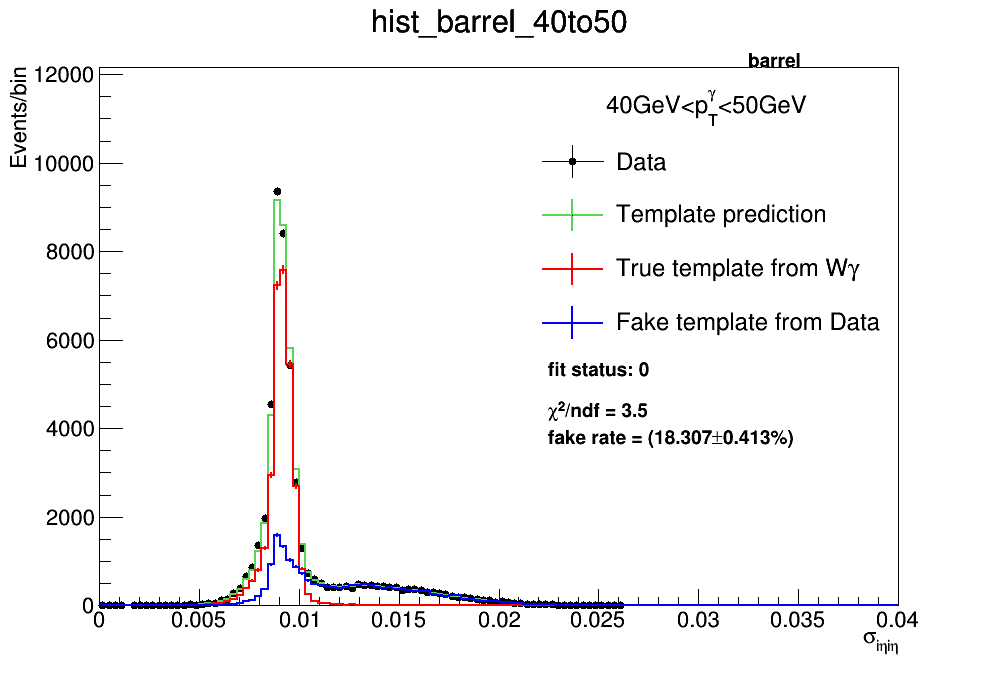 hist_barrel_40to50
barrel
Events/bin
12000
10000
8000
6000
4000
2000
0
40GeV<p_T^γ<50GeV
Data
Template prediction
True template from Wγ
Fake template from Data
fit status: 0
χ²/ndf = 3.5
fake rate = (18.307±0.413%)
0 0.005 0.01 0.015 0.02 0.025 0.03 0.035 0.04
σ_iηiη